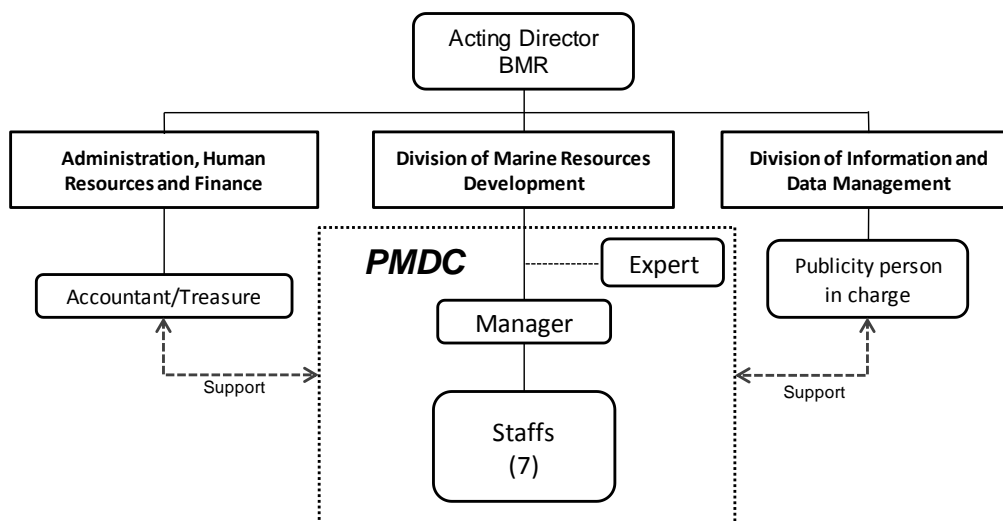 Acting Director
BMR
Administration, Human
Resources and Finance
Division of Marine Resources
Development
Division of Information and
Data Management
PMDC
Expert
Publicity person
in charge
Accountant/Treasure
Manager
Support
Support
Staffs
(7)